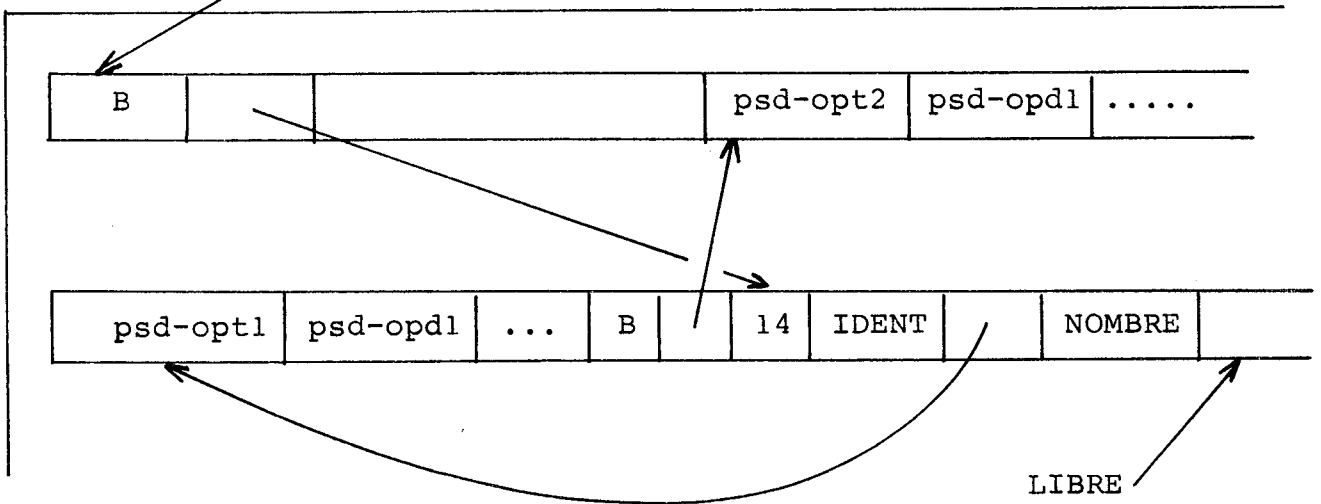 B psd-opt2 psd-opd1 .....
psd-opt1 psd-opd1 ... B 14 IDENT NOMBRE
LIBRE